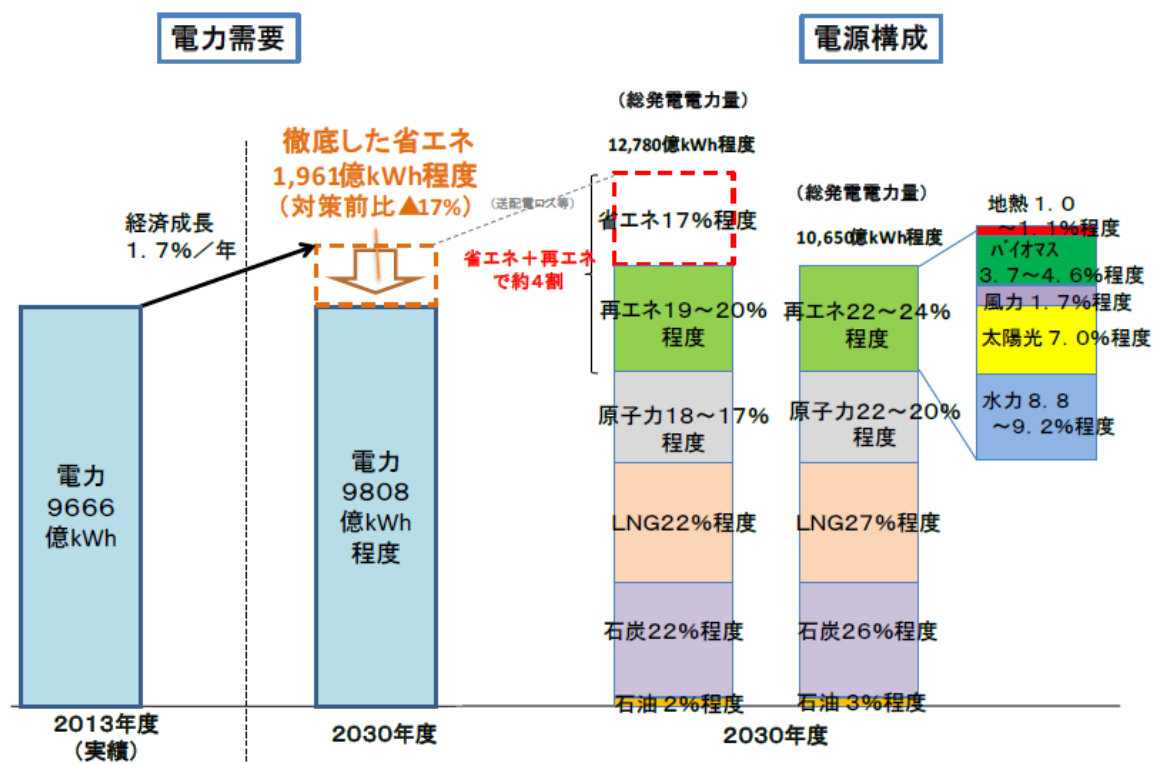 電力需要
電源構成
徹底した省エネ
1,961億kWh程度
(対策前比▲17%)
経済成長
1.7%/年
(送配電ロス等)
省エネ+再エネ
で約4割
電力
9666
億kWh
電力
9808
億kWh
程度
2013年度
(実績)
2030年度
(総発電電力量)
12,780億kWh程度
省エネ17%程度
再エネ19～20%
程度
原子力18～17%
程度
LNG22%程度
石炭22%程度
石油2%程度
(総発電電力量)
10,650億kWh程度
再エネ22～24%
程度
原子力22～20%
程度
LNG27%程度
石炭26%程度
石油3%程度
2030年度
地熱1.0
～1.1%程度
バイオマス
3.7～4.6%程度
風力1.7%程度
太陽光7.0%程度
水力8.8
～9.2%程度